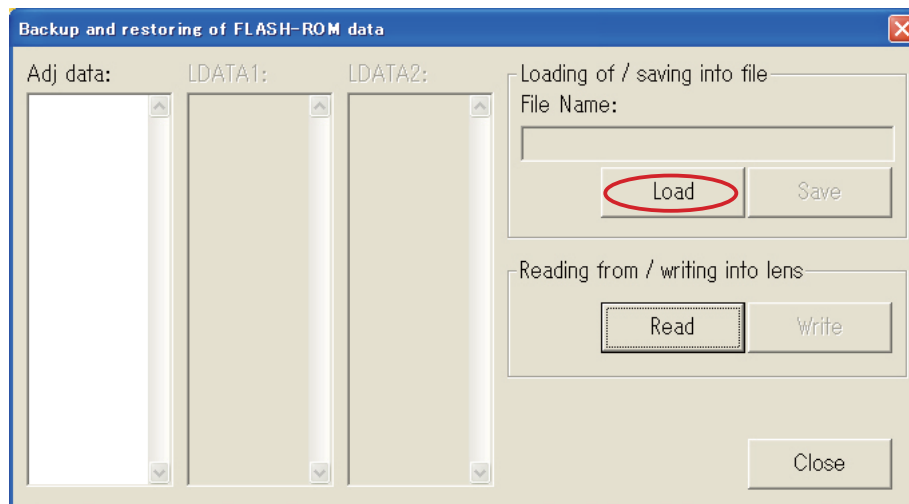 Backup and restoring of FLASH-ROM data
Adj data:
LDATA1:
LDATA2:
Loading of / saving into file
File Name:
Load
Save
Reading from / writing into lens
Read
Write
Close